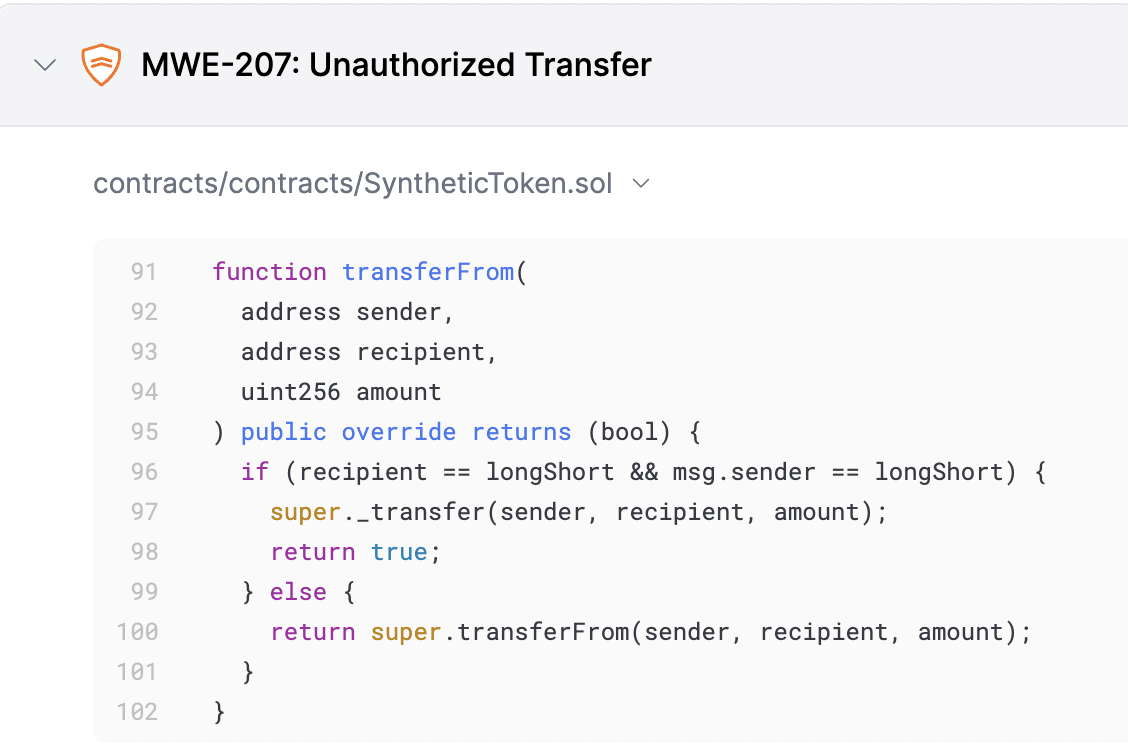 MWE-207: Unauthorized Transfer
contracts/contracts/SyntheticToken.sol
91 function transferFrom(
92 address sender,
93 address recipient,
94 uint256 amount
95 ) public override returns (bool) {
96 if (recipient == longShort && msg.sender == longShort) {
97 super._transfer(sender, recipient, amount);
98 return true;
99 } else {
100 return super.transferFrom(sender, recipient, amount);
101 }
102 }